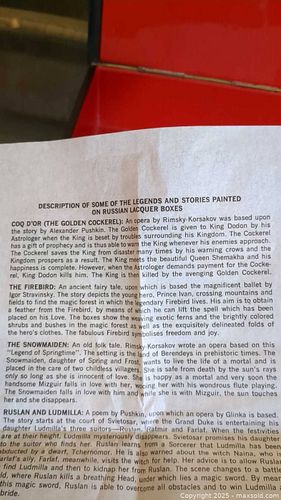 DESCRIPTION OF SOME OF THE LEGENDS AND STORIES PAINTED
ON RUSSIAN LACQUER BOXES
COQ D'OR (THE GOLDEN COCKEREL): An opera by Rimsky-Korsakov was based upon
the story by Alexander Pushkin. The Golden Cockerel is given to King Dodon by his
Astrologer when the King is beset by troubles surrounding his Kingdom. The Cockerel
has a gift of prophecy and is thus able to warn the King whenever his enemies approach.
The Cockerel saves the King from disaster many times by his warning crows and the
Kingdom prospers as a result. The King meets the beautiful Queen Shemakha and his
happiness is complete. However, when the Astrologer demands payment for the Cocke-
rel, King Dodon kills him. The King is then killed by the avenging Golden Cockerel.
THE FIREBIRD: An ancient fairy tale, upon which is based the magnificent ballet by
Igor Stravinsky. The story depicts the young hero, Prince Ivan, crossing mountains and
fields to find the magic forest in which the legendary Firebird lives. His aim is to obtain
a feather from the Firebird, by means of which he can lift the spell which has been
placed on his Love. The boxes show the weaving exotic ferns and the brightly colored
shrubs and bushes in the magic forest as well as the exquisitely delineated folds of
the hero's clothes. The fabulous Firebird symbolises freedom and joy.
THE SNOWMAIDEN: An old folk tale. Rimsky-Korsakov wrote an opera based on this
"Legend of Springtime". The setting is the land of Berendeys in prehistoric times. The
Snowmaiden, daughter of Spring and Frost, wants to live the life of a mortal and is
placed in the care of two childless villagers. She is safe from death by the sun's rays
only so long as she is innocent of love. She is happy as a mortal and very soon the
handsome Mizguir falls in love with her, wooing her with his wondrous flute playing.
The Snowmaiden falls in love with him and when she is with Mizguir, the sun touches
her and she disappears.
RUSLAN AND LUDMILLA: A poem by Pushkin, upon which an opera by Glinka is based.
The story starts at the court of Svietosar, where the Grand Duke is entertaining his
daughter Ludmilla's three suitors—Ruslan, Ratmir and Farlaf. When the festivities
are at their height, Ludmilla mysteriously disappears. Svietosar promises his daughter
to the suitor who finds her. Ruslan learns from a Sorcerer that Ludmilla has been
abducted by a dwarf, Tchernomor. He is also warned about the witch Naina, who is
Farlaf's ally. Farlaf, meanwhile, visits the witch for help. Her advice is to allow Ruslan
find Ludmilla and then to kidnap her from Ruslan. The scene changes to a battle
where Ruslan kills a breathing Head, under which lies a magic sword. By means
this magic sword, Ruslan is able to overcome all obstacles and to win Ludmilla
bride.
Copyright 2025 - maxsold.com